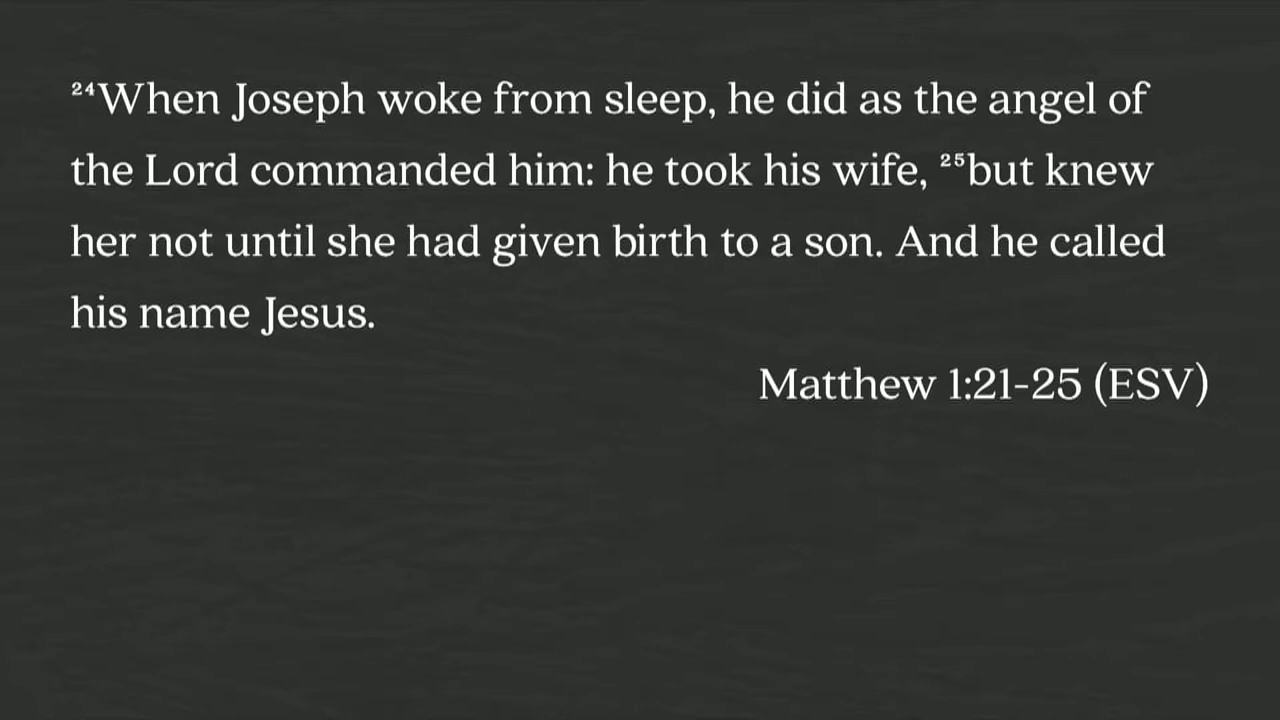 ²⁴When Joseph woke from sleep, he did as the angel of
the Lord commanded him: he took his wife, ²⁵but knew
her not until she had given birth to a son. And he called
his name Jesus.
Matthew 1:21-25 (ESV)